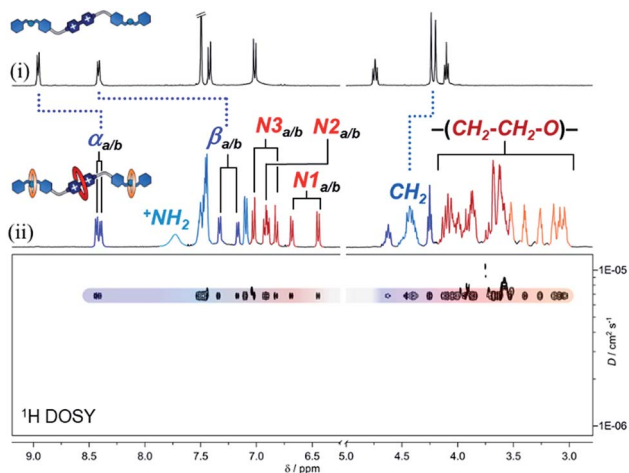 (i)
α a/b
β a/b
N3 a/b
N2 a/b
N1 a/b
–(CH2-CH2-O)–
+NH2
CH2
(ii)
1E-05
D / cm2 s-1
1E-06
1H DOSY
9.0 8.5 8.0 7.5 7.0 6.5 5.0 4.5 4.0 3.5 3.0
δ / ppm δ / ppm